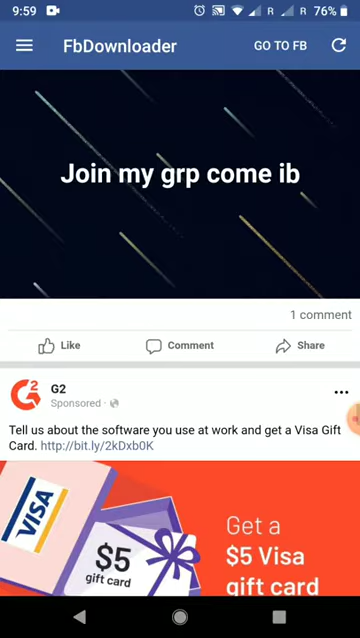 9:59 R R 76%
FbDownloader GO TO FB
Join my grp come ib
1 comment
Like Comment Share
G2
Sponsored ·
Tell us about the software you use at work and get a Visa Gift
Card. http://bit.ly/2kDxb0K
VISA
$5
gift card
Get a
$5 Visa
gift card